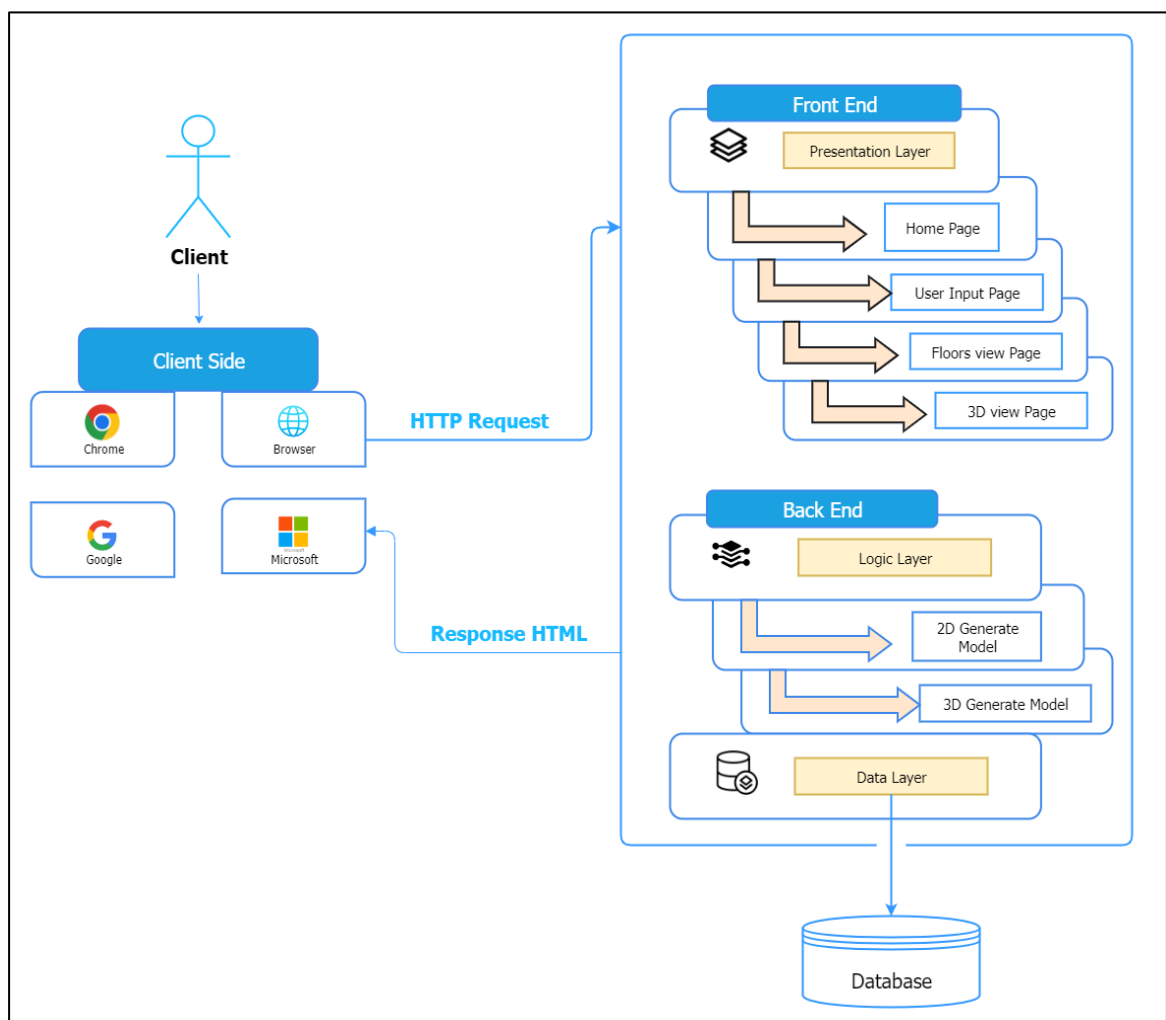 Front End
Presentation Layer
Home Page
User Input Page
Floors view Page
3D view Page
Client
Client Side
Chrome
Browser
HTTP Request
Google
Microsoft
Microsoft
Response HTML
Back End
Logic Layer
2D Generate
Model
3D Generate Model
Data Layer
Database